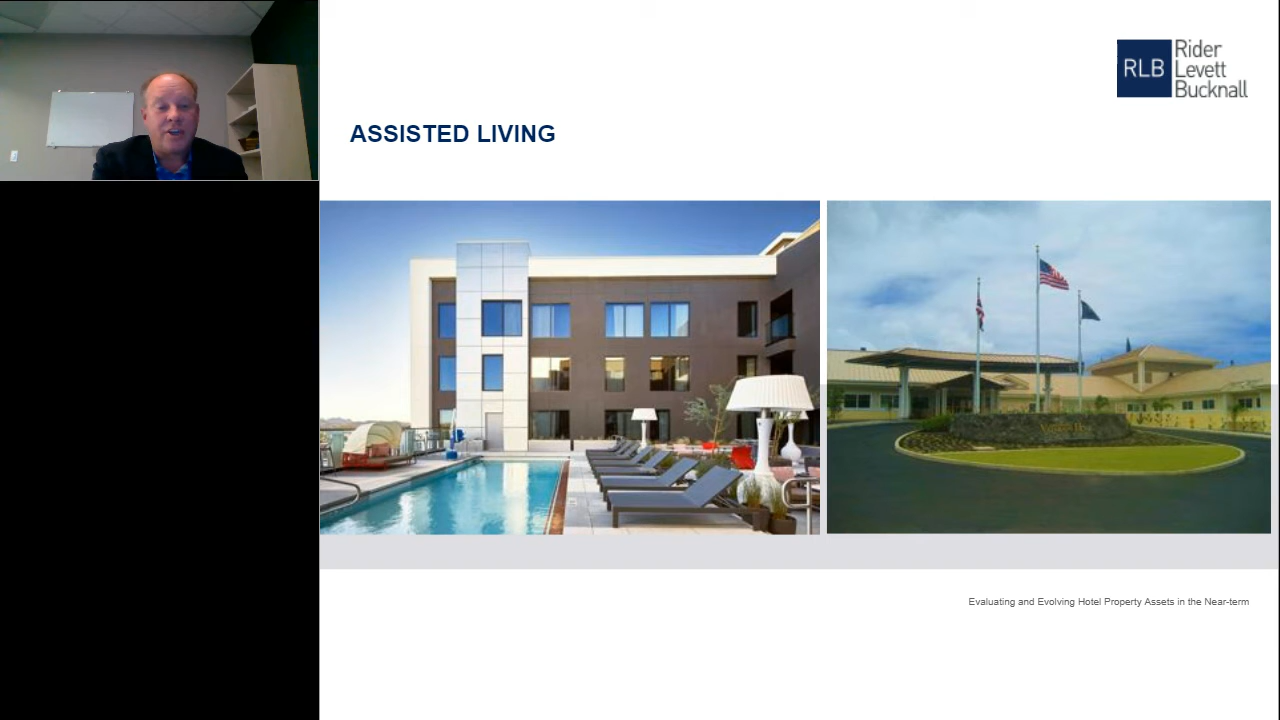 RLB
Rider
Levett
Bucknall
ASSISTED LIVING
Evaluating and Evolving Hotel Property Assets in the Near-term